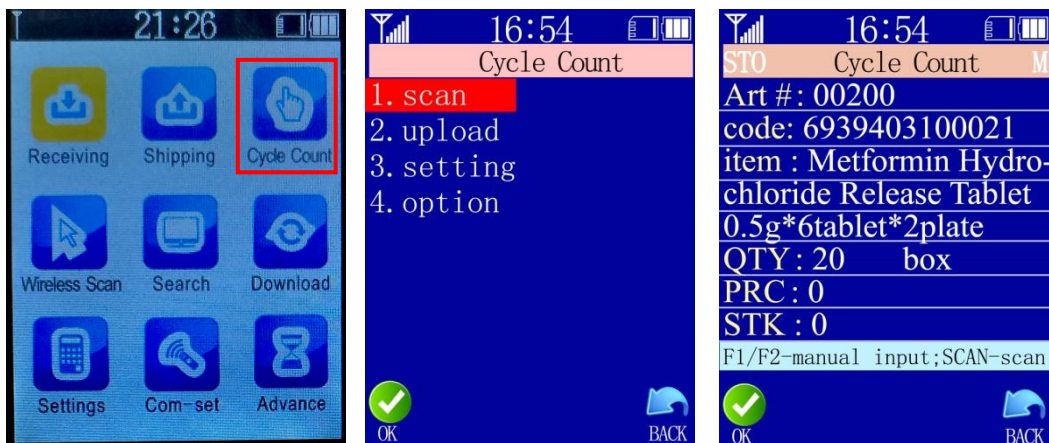 21:26
Receiving
Shipping
Cycle Count
Wireless Scan
Search
Download
Settings
Com-set
Advance
16:54
Cycle Count
1. scan
2. upload
3. setting
4. option
OK
BACK
16:54
STO Cycle Count M
Art #: 00200
code: 6939403100021
item : Metformin Hydro-
chloride Release Tablet
0.5g*6tablet*2plate
QTY : 20 box
PRC : 0
STK : 0
F1/F2-manual input;SCAN-scan
OK
BACK